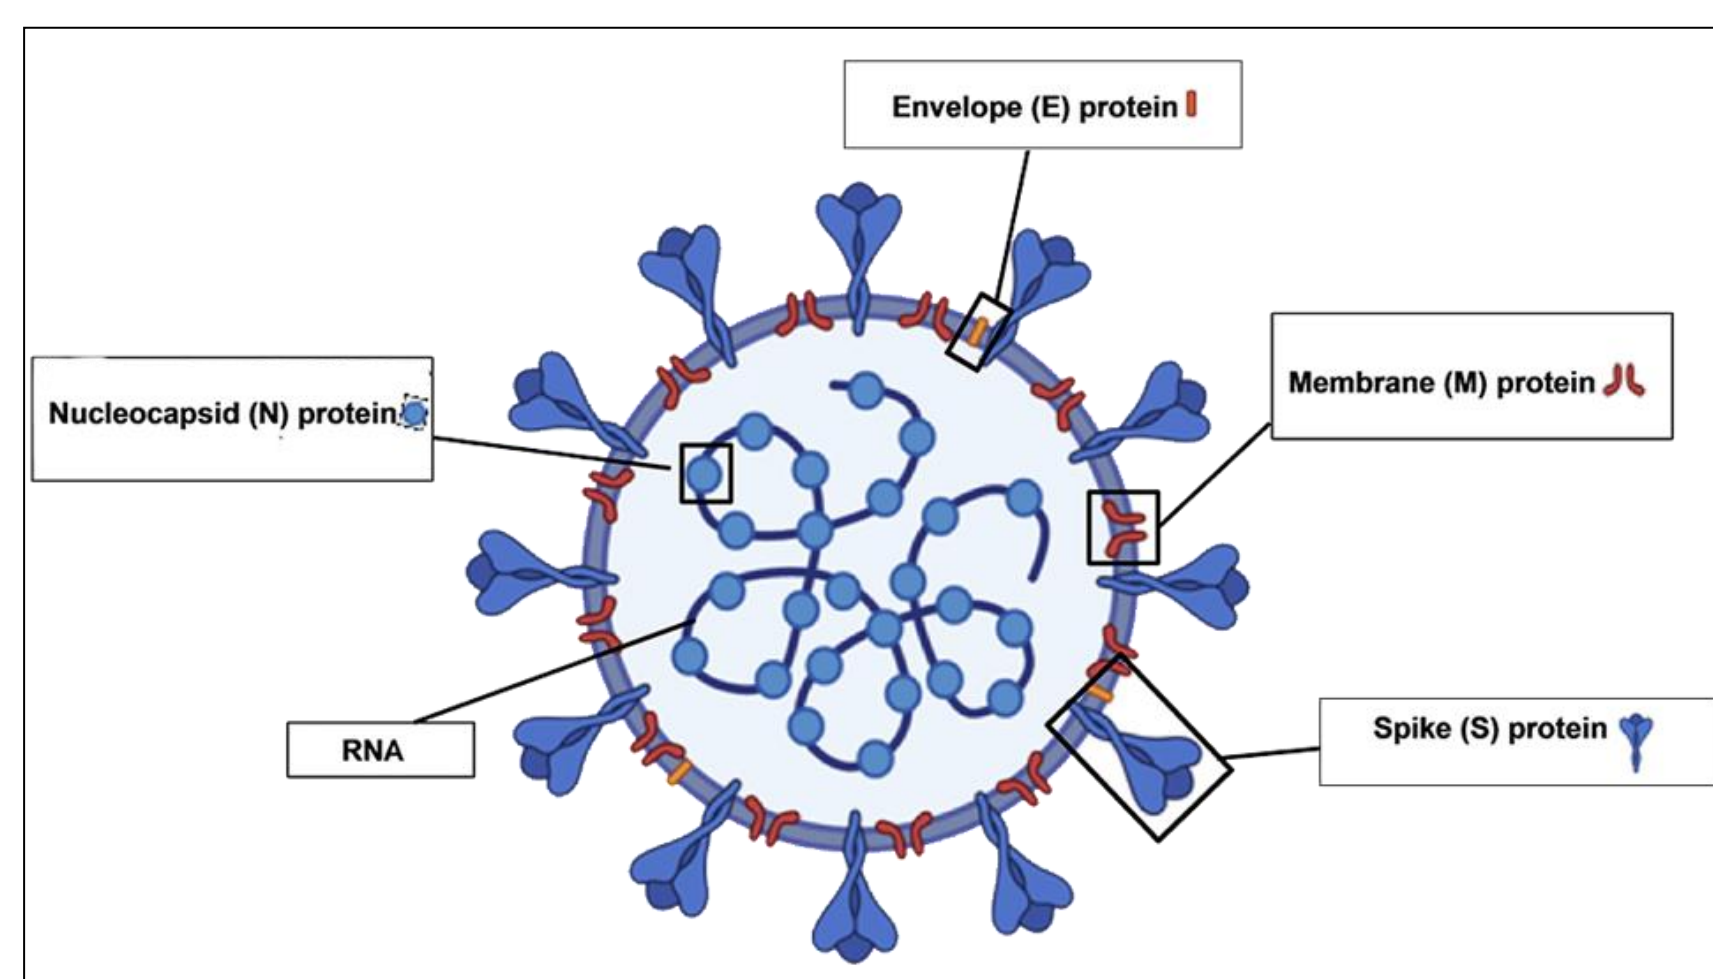 Envelope (E) protein
Membrane (M) protein
Nucleocapsid (N) protein
Spike (S) protein
RNA